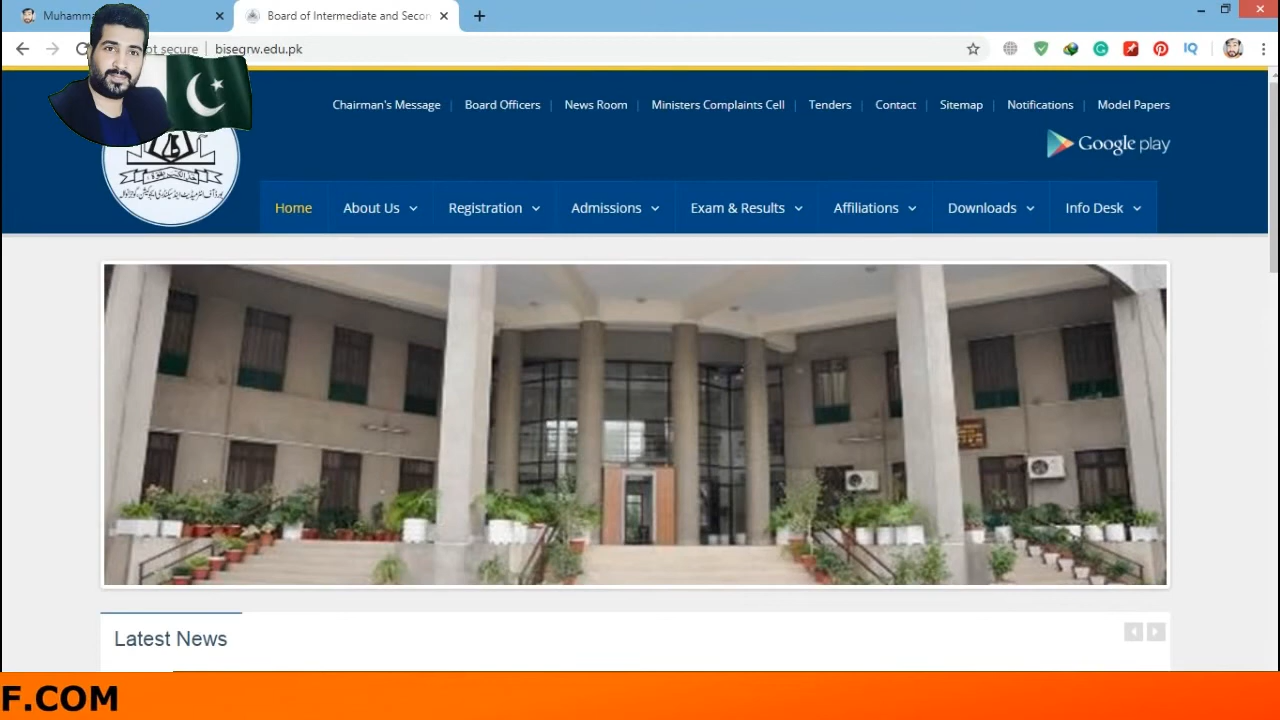 Muhamma
Board of Intermediate and Secon
ot secure
bisegrw.edu.pk
IQ
Chairman's Message
Board Officers
News Room
Ministers Complaints Cell
Tenders
Contact
Sitemap
Notifications
Model Papers
Google play
Home
About Us
Registration
Admissions
Exam & Results
Affiliations
Downloads
Info Desk
Latest News
F.COM